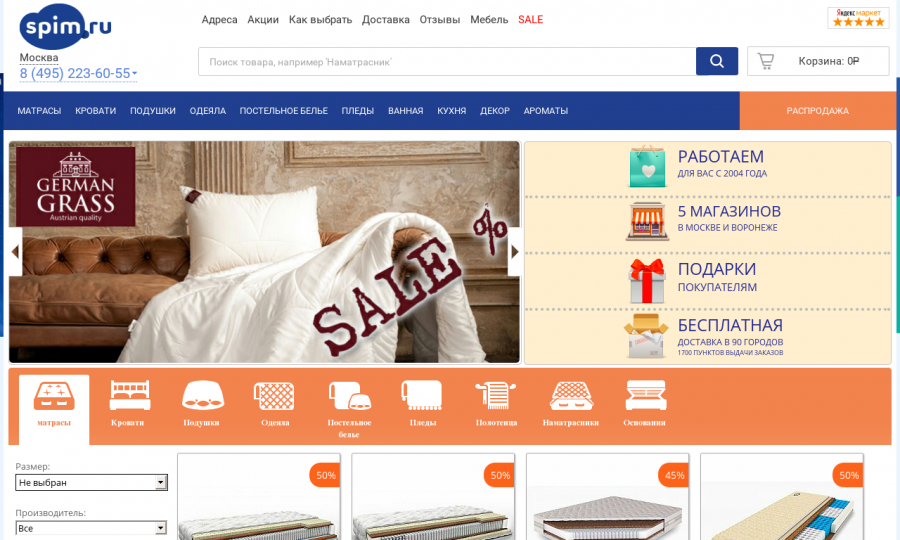 spim.ru
Адреса Акции Как выбрать Доставка Отзывы Мебель SALE
Яндекс маркет
Москва
8 (495) 223-60-55
Поиск товара, например 'Наматрасник'
Корзина: 0₽
МАТРАСЫ КРОВАТИ ПОДУШКИ ОДЕЯЛА ПОСТЕЛЬНОЕ БЕЛЬЕ ПЛЕДЫ ВАННАЯ КУХНЯ ДЕКОР АРОМАТЫ РАСПРОДАЖА
GERMAN
GRASS
Austrian quality
SALE %
РАБОТАЕМ
ДЛЯ ВАС С 2004 ГОДА
5 МАГАЗИНОВ
В МОСКВЕ И ВОРОНЕЖЕ
ПОДАРКИ
ПОКУПАТЕЛЯМ
БЕСПЛАТНАЯ
ДОСТАВКА В 90 ГОРОДОВ
1700 ПУНКТОВ ВЫДАЧИ ЗАКАЗОВ
матрасы Кровати Подушки Одеяла Постельное белье Пледы Полотенца Наматрасники Основания
Размер:
Не выбран
Производитель:
Все
50% 50% 45% 50%